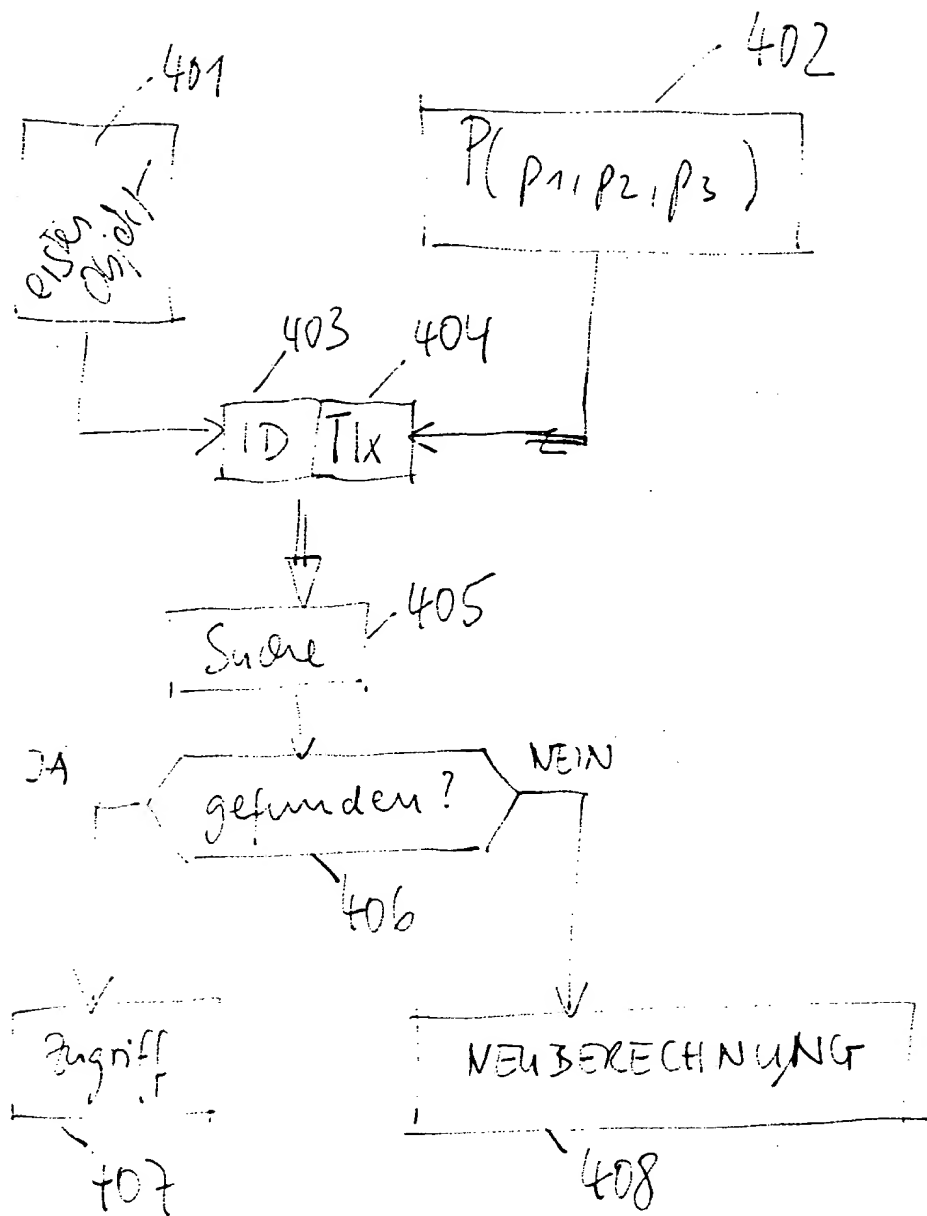 401
402
erstes
Objekt
P(p1,p2,p3)
403
404
ID
TIx
405
Suche
JA
gefunden?
NEIN
406
Zugriff
NEUBERECHNUNG
407
408